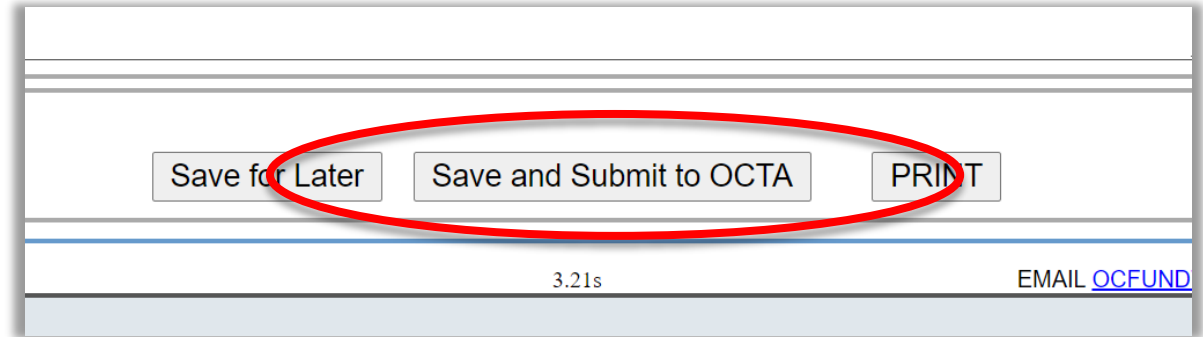 Save for Later Save and Submit to OCTA PRINT
3.21s EMAIL OCFUND